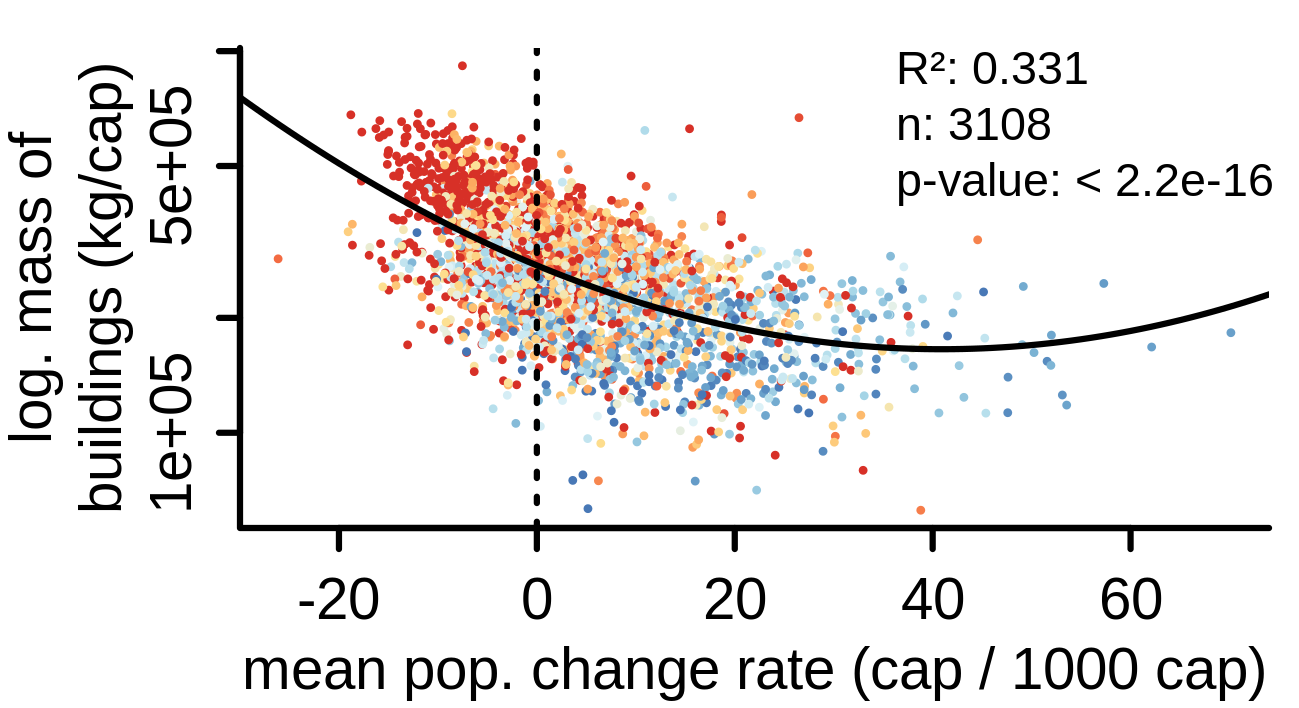 R²: 0.331
n: 3108
p-value: < 2.2e-16
log. mass of
buildings (kg/cap)
5e+05
1e+05
-20 0 20 40 60
mean pop. change rate (cap / 1000 cap)